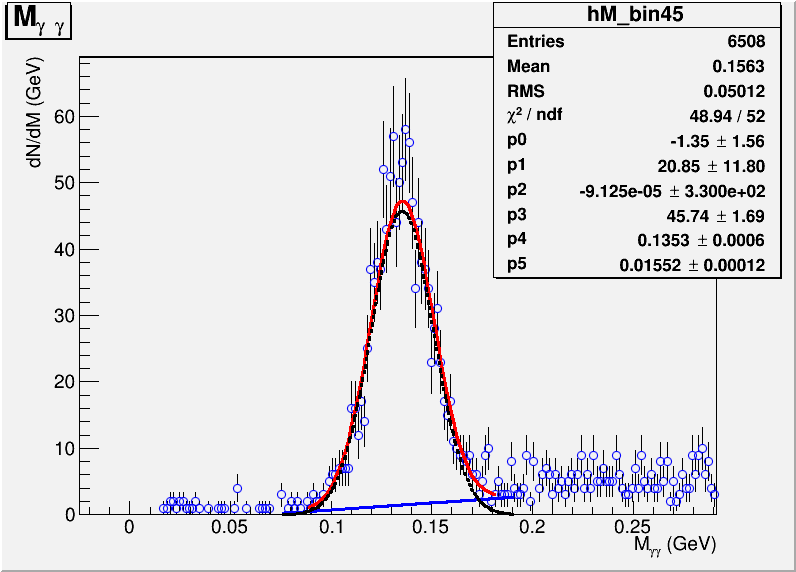 M γ γ
hM_bin45
Entries 6508
Mean 0.1563
RMS 0.05012
χ² / ndf 48.94 / 52
p0 -1.35 ± 1.56
p1 20.85 ± 11.80
p2 -9.125e-05 ± 3.300e+02
p3 45.74 ± 1.69
p4 0.1353 ± 0.0006
p5 0.01552 ± 0.00012
dN/dM (GeV)
60
50
40
30
20
10
0
0 0.05 0.1 0.15 0.2 0.25
M γγ (GeV)